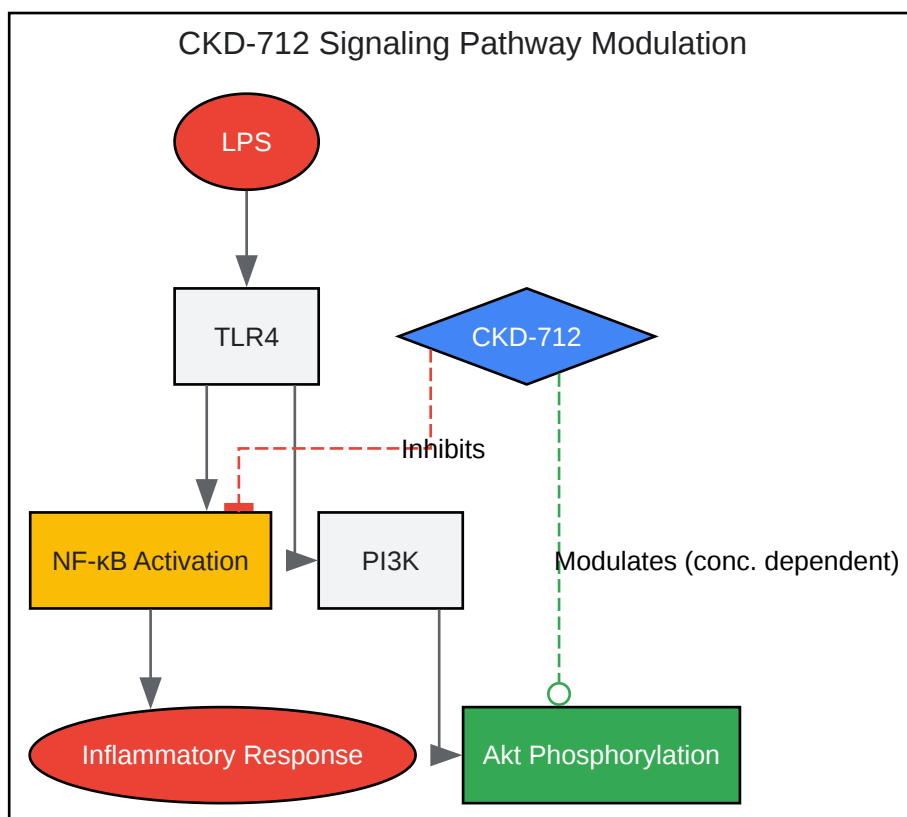 CKD-712 Signaling Pathway Modulation
LPS
TLR4
CKD-712
Inhibits
NF-κB Activation
PI3K
Modulates (conc. dependent)
Inflammatory Response
Akt Phosphorylation